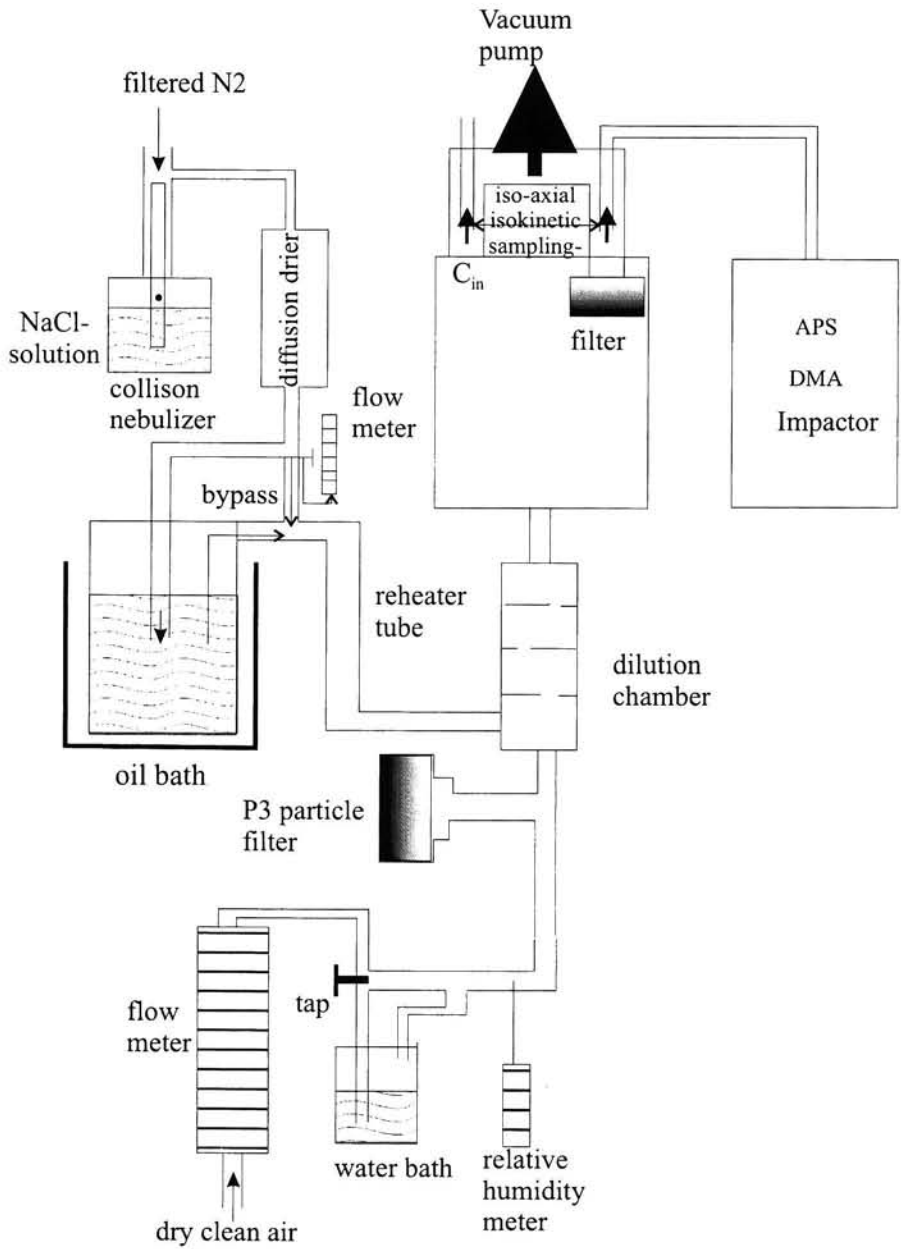 Vacuum
pump
filtered N2
iso-axial
isokinetic
sampling-
C_in
filter
diffusion drier
NaCl-
solution
collison
nebulizer
APS
DMA
Impactor
flow
meter
bypass
reheater
tube
dilution
chamber
oil bath
P3 particle
filter
tap
flow
meter
water bath
relative
humidity
meter
dry clean air